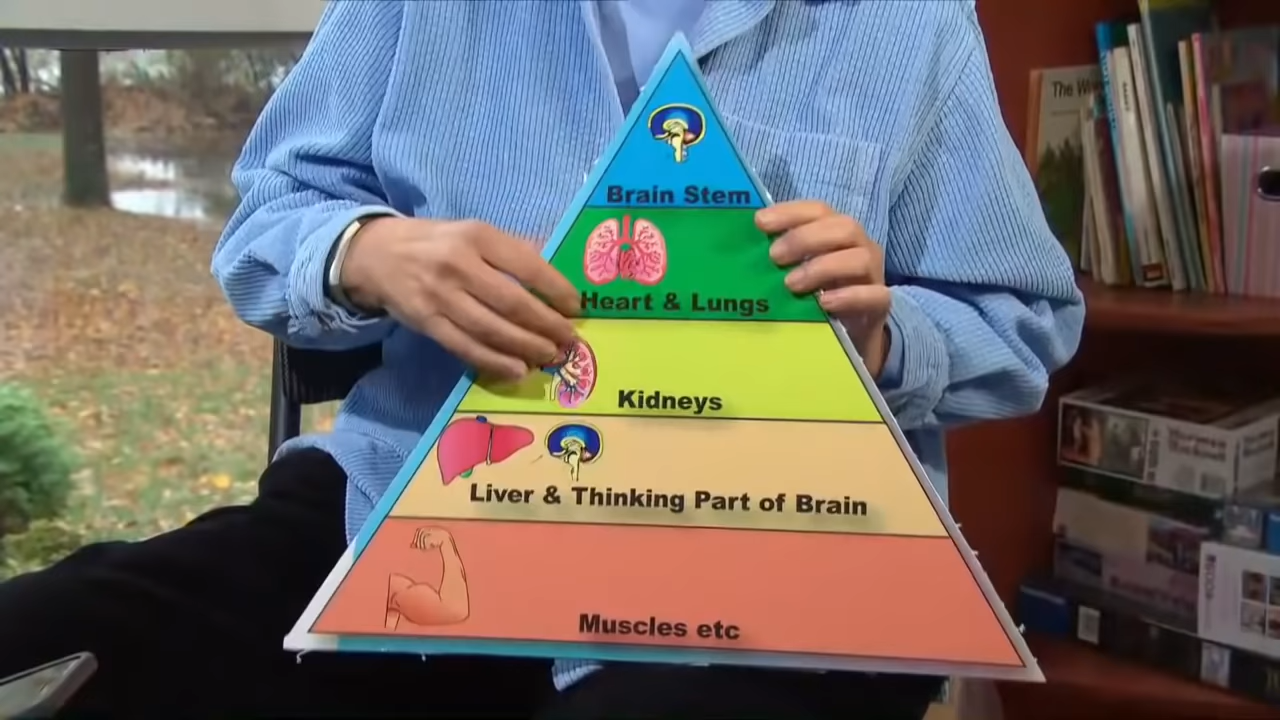 Brain Stem
Heart & Lungs
Kidneys
Liver & Thinking Part of Brain
Muscles etc